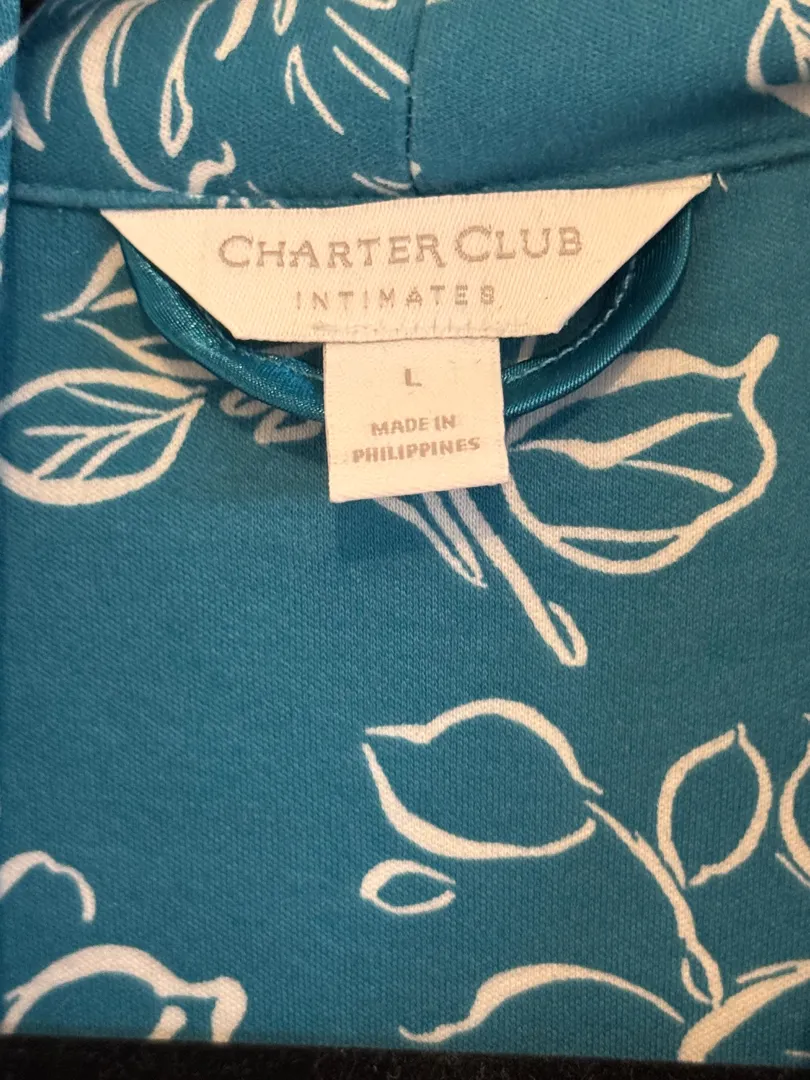 CHARTER CLUB
INTIMATES
L
MADE IN
PHILIPPINES